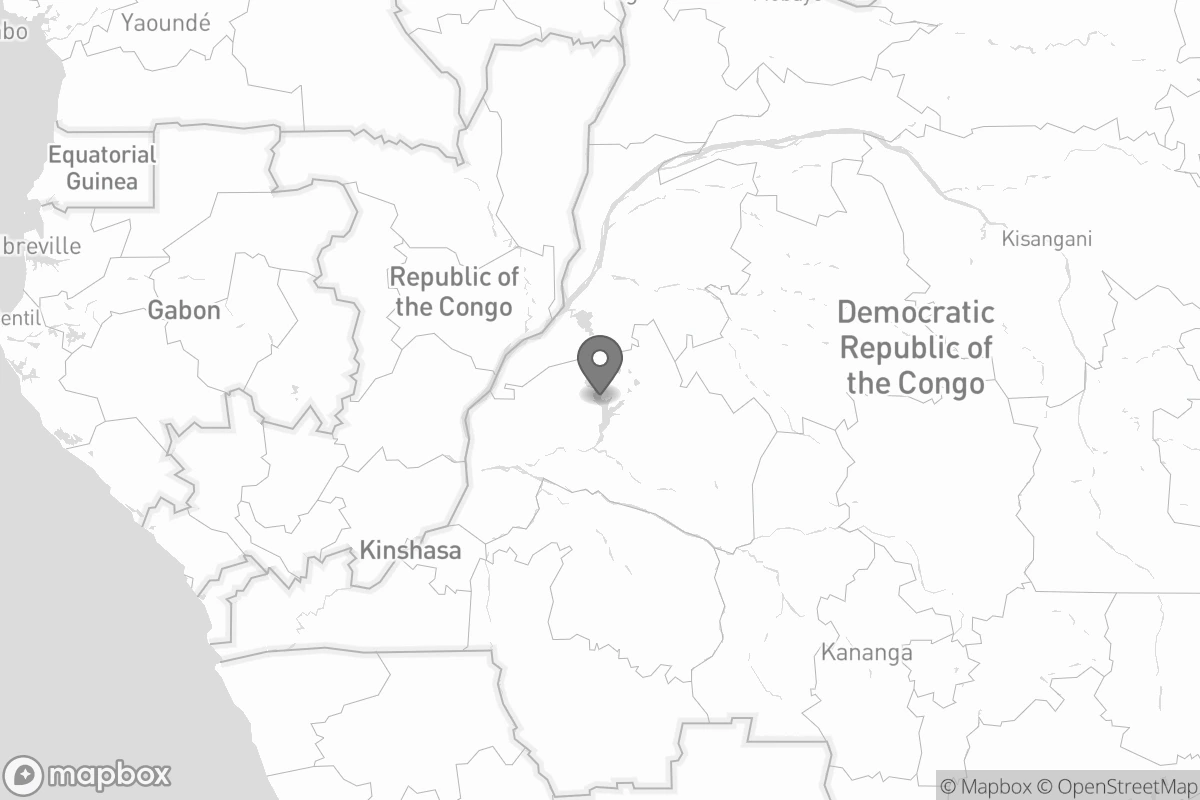 Yaoundé
Equatorial
Guinea
breville
Gabon
entil
Republic of
the Congo
Kisangani
Democratic
Republic of
the Congo
Kinshasa
Kananga
mapbox
© Mapbox © OpenStreetMap